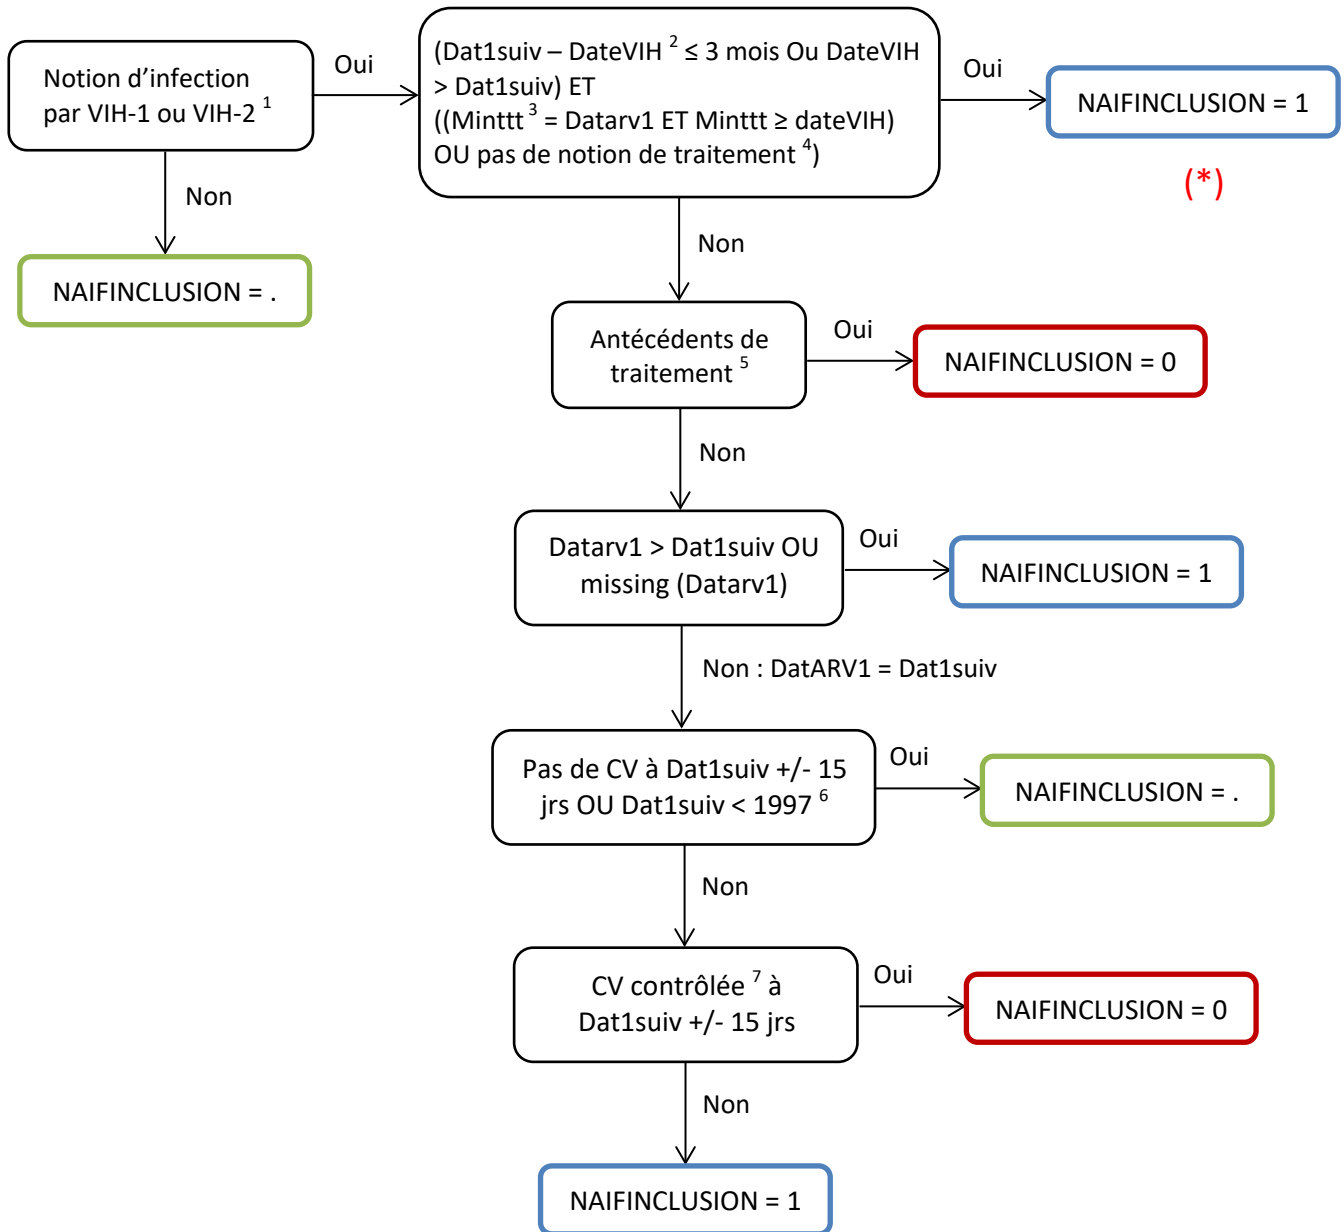 Notion d’infection
par VIH-1 ou VIH-2 1
Oui
(Dat1suiv – DateVIH 2 ≤ 3 mois Ou DateVIH
> Dat1suiv) ET
((Minttt 3 = Datarv1 ET Minttt ≥ dateVIH)
OU pas de notion de traitement 4)
Oui
NAIFINCLUSION = 1
(*)
Non
NAIFINCLUSION = .
Non
Antécédents de
traitement 5
Oui
NAIFINCLUSION = 0
Non
Datarv1 > Dat1suiv OU
missing (Datarv1)
Oui
NAIFINCLUSION = 1
Non : DatARV1 = Dat1suiv
Pas de CV à Dat1suiv +/- 15
jrs OU Dat1suiv < 1997 6
Oui
NAIFINCLUSION = .
Non
CV contrôlée 7 à
Dat1suiv +/- 15 jrs
Oui
NAIFINCLUSION = 0
Non
NAIFINCLUSION = 1